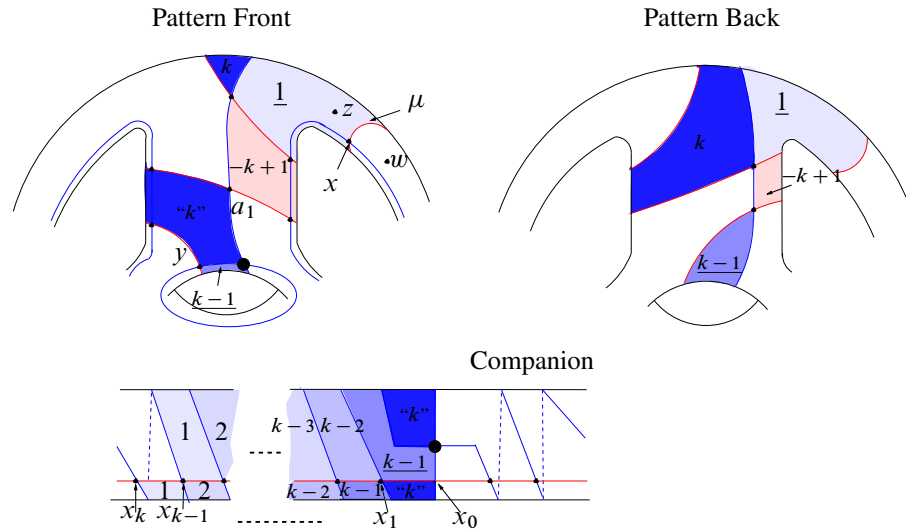 Pattern Front
Pattern Back
k
1
z
μ
x
w
−k+1
“k”
a₁
y
k−1
k
1
−k+1
k−1
Companion
1
2
k−3
k−2
“k”
k−1
1
2
k−2
k−1
“k”
xₖ
xₖ₋₁
x₁
x₀